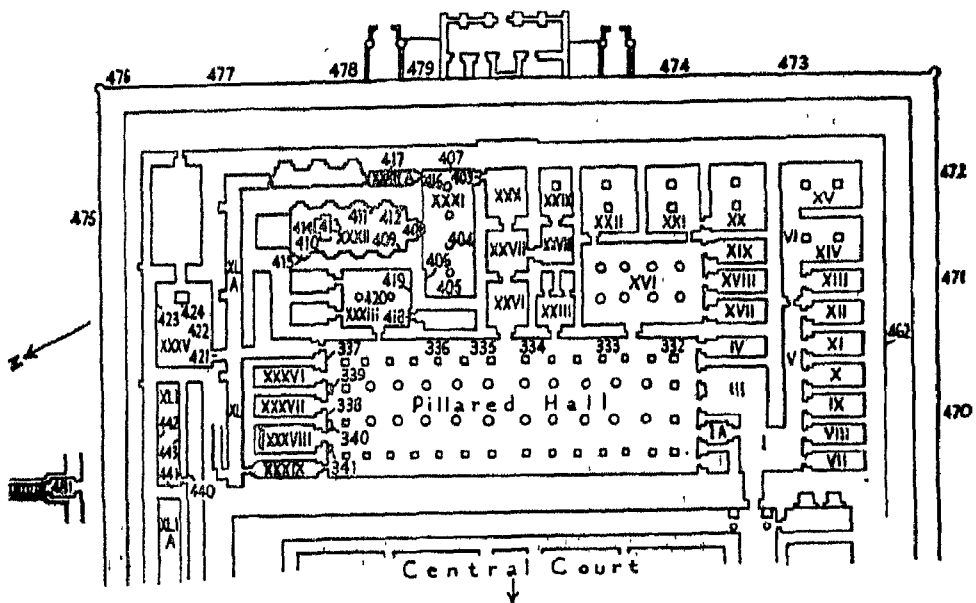 476 477 478 479 474 473
417 407 472
XXXII A 416 403
XXXI XXX XXIX XX XV
475 414 411 412 408 XXII XXI VI
410 XXXII 409 404 XXVII XXVIII XIX XIV
415 XL A 406 XVI XVIII XIII 471
424 419 405 XXVI XXIII XVII XII
423 422 420 XXXIII 418 462
XXXV 421 337 336 335 334 333 332 IV V XI
N XXXVI 339 III X
XLI XXXVII 338 Pillared Hall IX 470
442 XL I A
443 XXXVIII 340 I VIII
441 XXXIX 341 I VII
481 440
XLI
A
Central Court